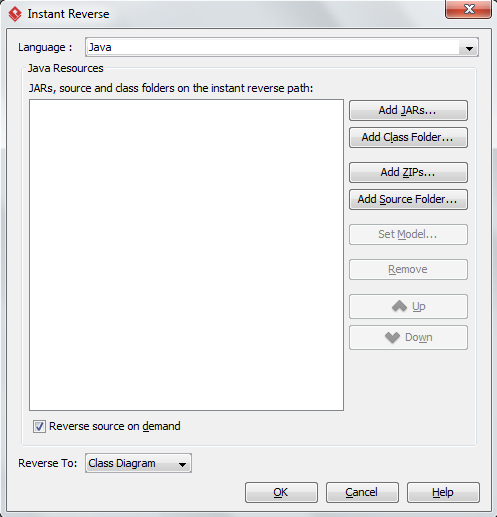 Instant Reverse
Language : Java
Java Resources
JARs, source and class folders on the instant reverse path:
Add JARs...
Add Class Folder...
Add ZIPs...
Add Source Folder...
Set Model...
Remove
Up
Down
Reverse source on demand
Reverse To: Class Diagram
OK Cancel Help